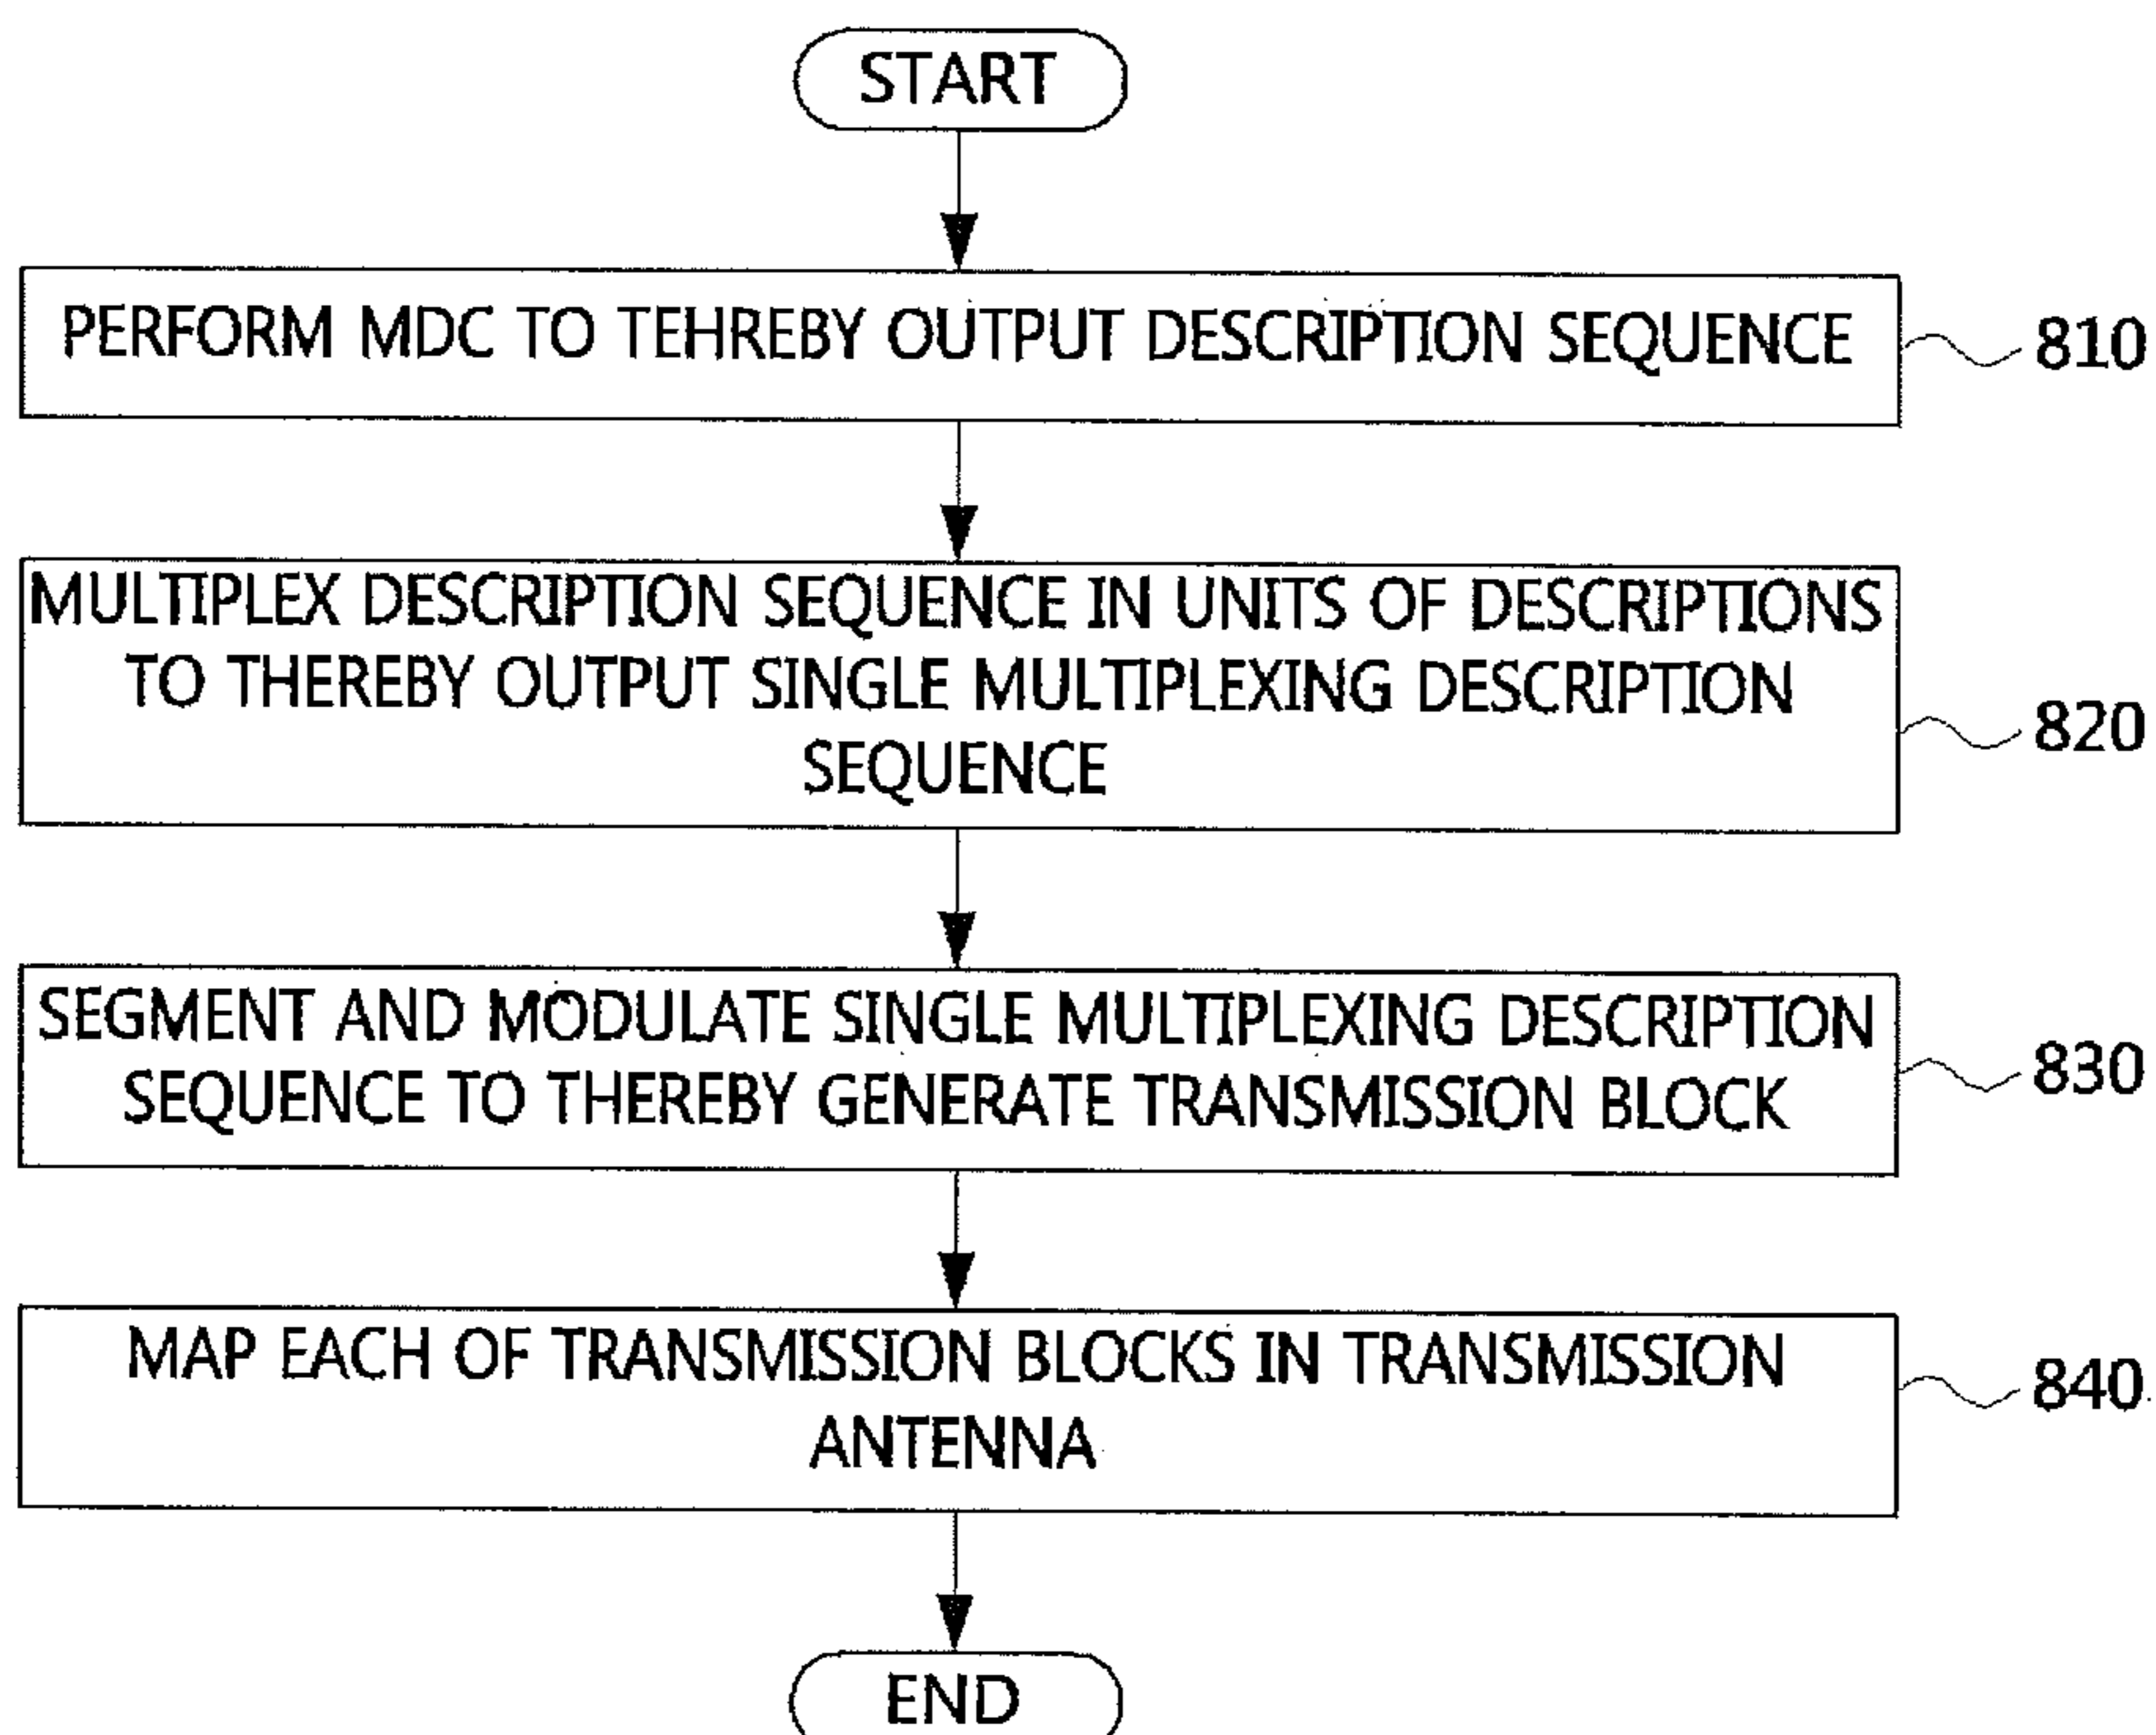 START
PERFORM MDC TO TEHREBY OUTPUT DESCRIPTION SEQUENCE
810
MULTIPLEX DESCRIPTION SEQUENCE IN UNITS OF DESCRIPTIONS
TO THEREBY OUTPUT SINGLE MULTIPLEXING DESCRIPTION
SEQUENCE
820
SEGMENT AND MODULATE SINGLE MULTIPLEXING DESCRIPTION
SEQUENCE TO THEREBY GENERATE TRANSMISSION BLOCK
830
MAP EACH OF TRANSMISSION BLOCKS IN TRANSMISSION
ANTENNA
840
END